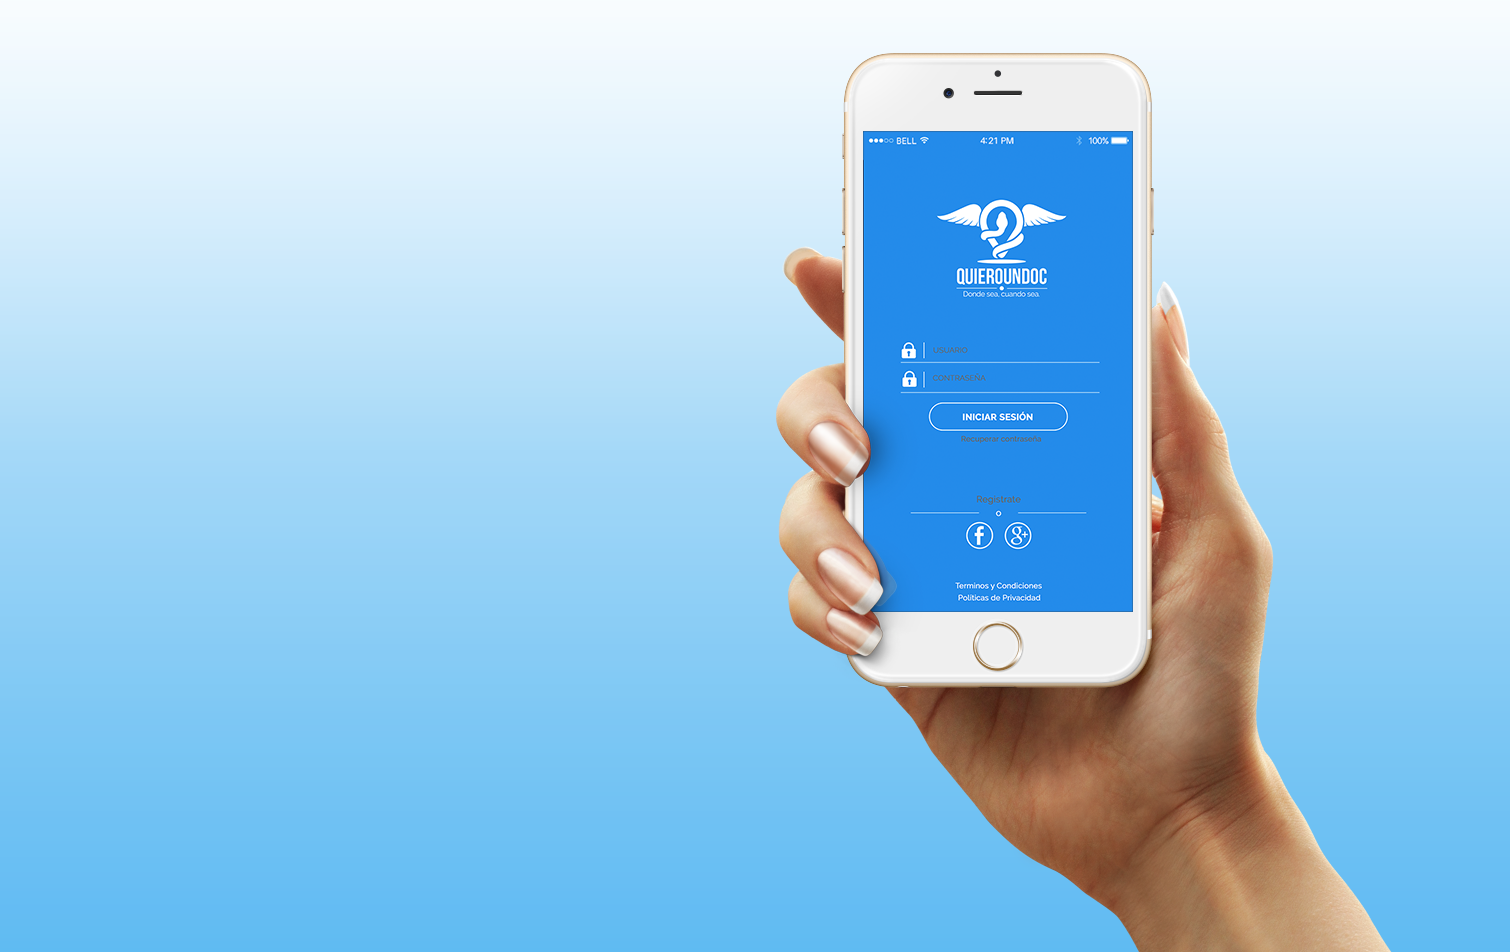 BELL
4:21 PM
100%
QUIEROUNDOC
Donde sea, cuando sea.
USUARIO
CONTRASEÑA
INICIAR SESIÓN
Recuperar contraseña
Registrate
f
g+
Terminos y Condiciones
Políticas de Privacidad